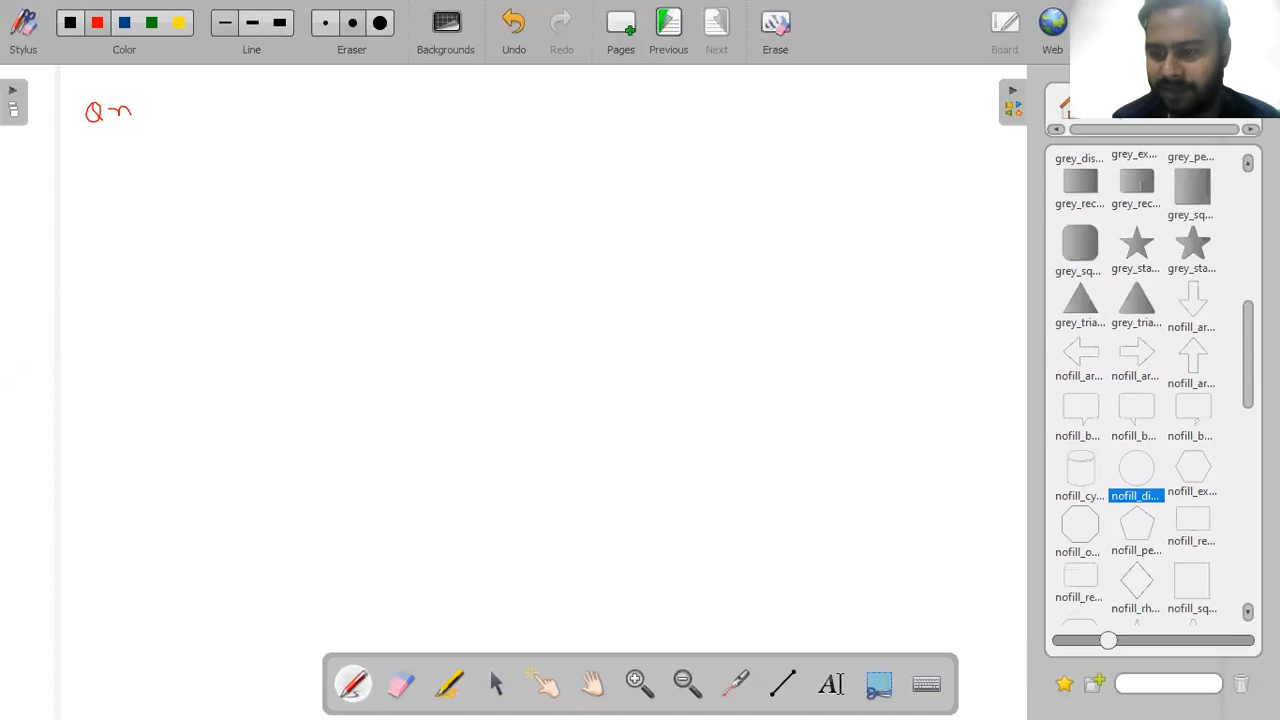 Stylus Color Line Eraser Backgrounds Undo Redo Pages Previous Next Erase Board Web
Qn
grey_dis... grey_ex... grey_pe...
grey_rec... grey_rec... grey_sq...
grey_sq... grey_sta... grey_sta...
grey_tria... grey_tria... nofill_ar...
nofill_ar... nofill_ar... nofill_ar...
nofill_b... nofill_b... nofill_b...
nofill_cy... nofill_di... nofill_ex...
nofill_o... nofill_pe... nofill_re...
nofill_re... nofill_rh... nofill_sq...